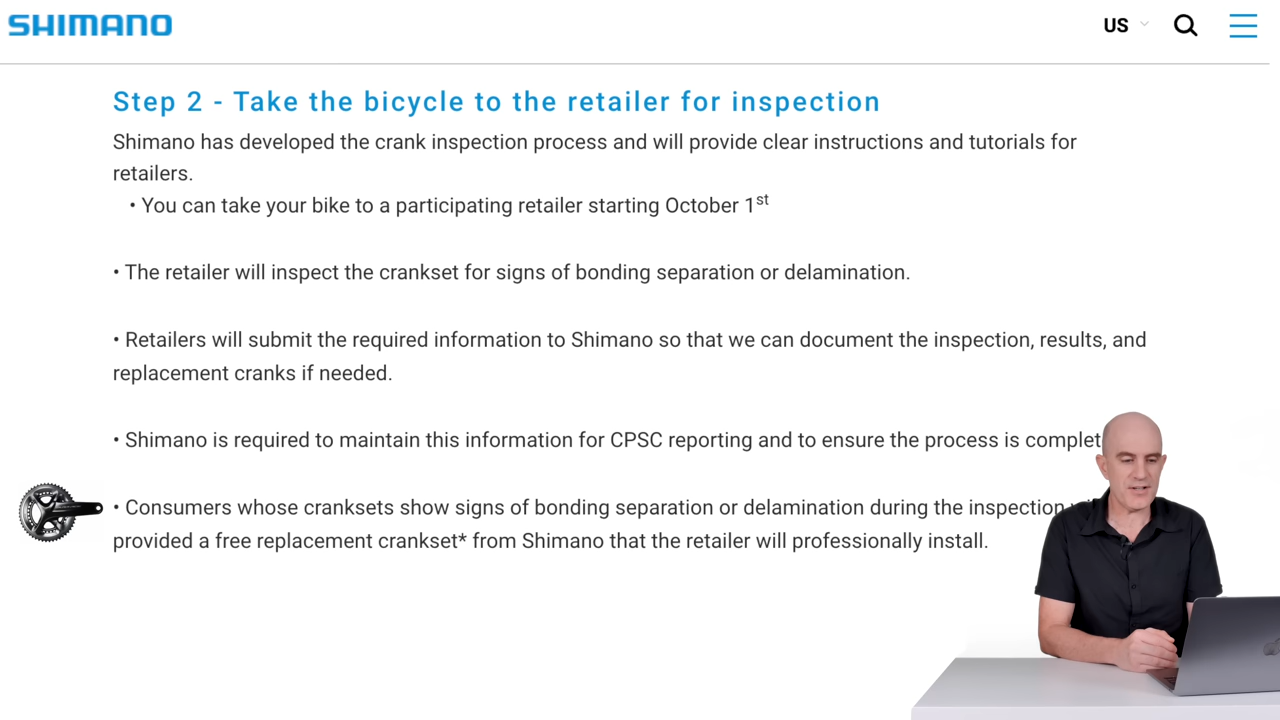 SHIMANO
US
Step 2 - Take the bicycle to the retailer for inspection
Shimano has developed the crank inspection process and will provide clear instructions and tutorials for
retailers.
• You can take your bike to a participating retailer starting October 1st
• The retailer will inspect the crankset for signs of bonding separation or delamination.
• Retailers will submit the required information to Shimano so that we can document the inspection, results, and
replacement cranks if needed.
• Shimano is required to maintain this information for CPSC reporting and to ensure the process is complet
• Consumers whose cranksets show signs of bonding separation or delamination during the inspection
provided a free replacement crankset* from Shimano that the retailer will professionally install.